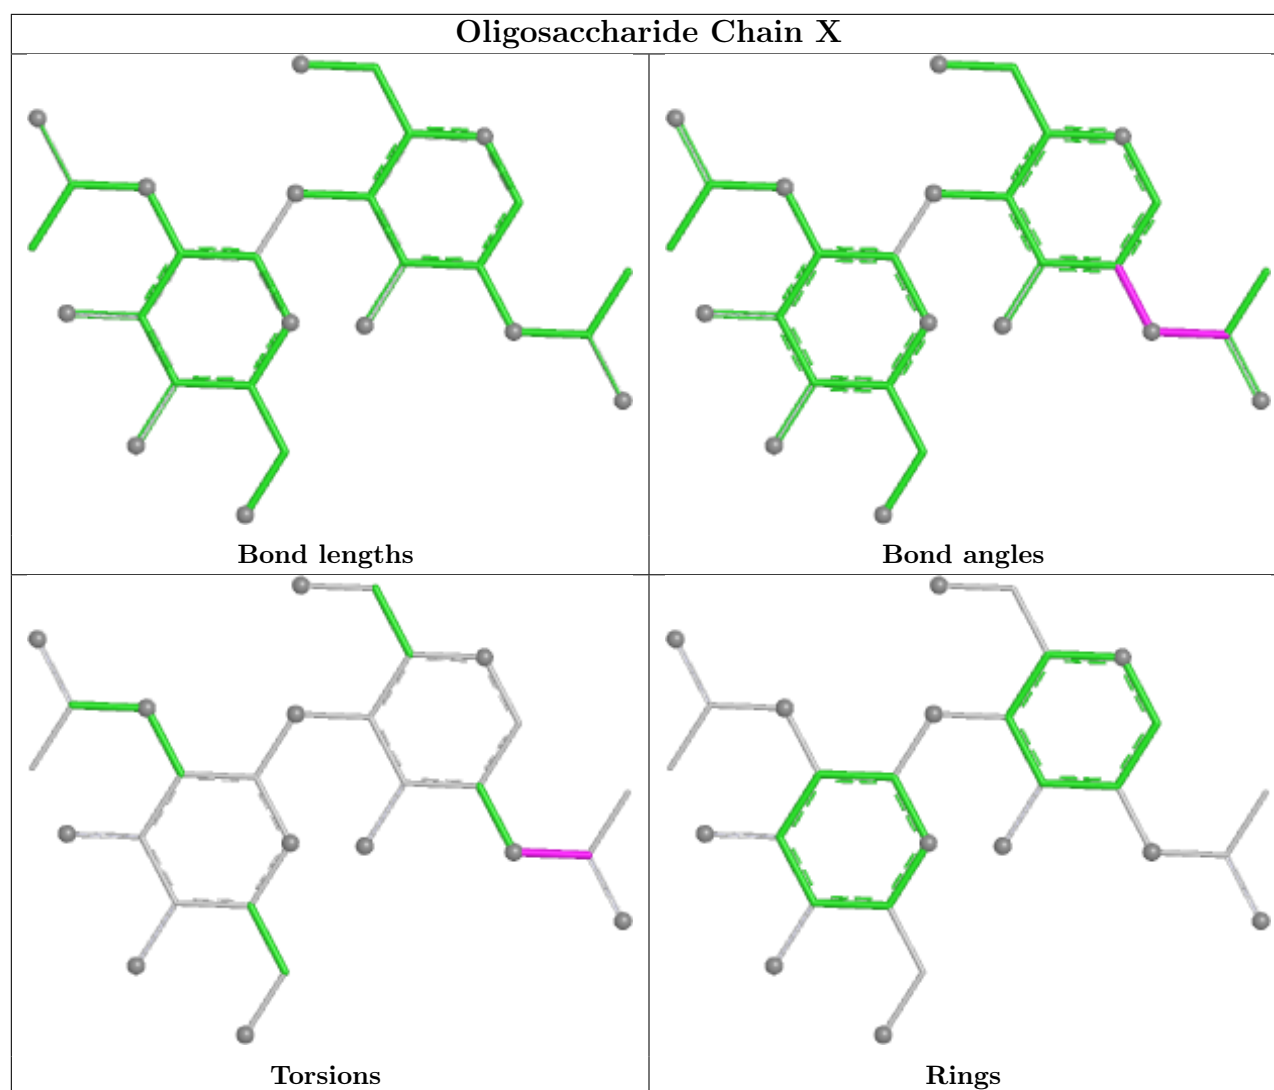 Oligosaccharide Chain X
Bond lengths
Bond angles
Torsions
Rings